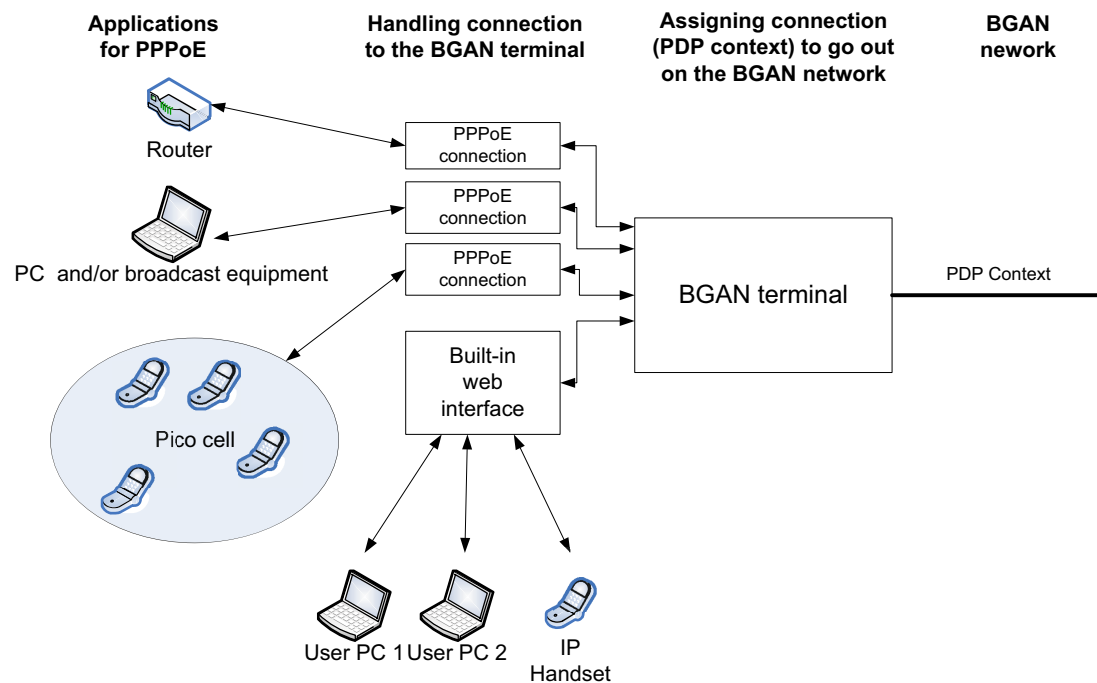 Applications
for PPPoE
Handling connection
to the BGAN terminal
Assigning connection
(PDP context) to go out
on the BGAN network
BGAN
nework
Router
PPPoE
connection
PPPoE
connection
PC  and/or broadcast equipment
PPPoE
connection
BGAN terminal
PDP Context
Built-in
web
interface
Pico cell
User PC 1
User PC 2
IP
Handset